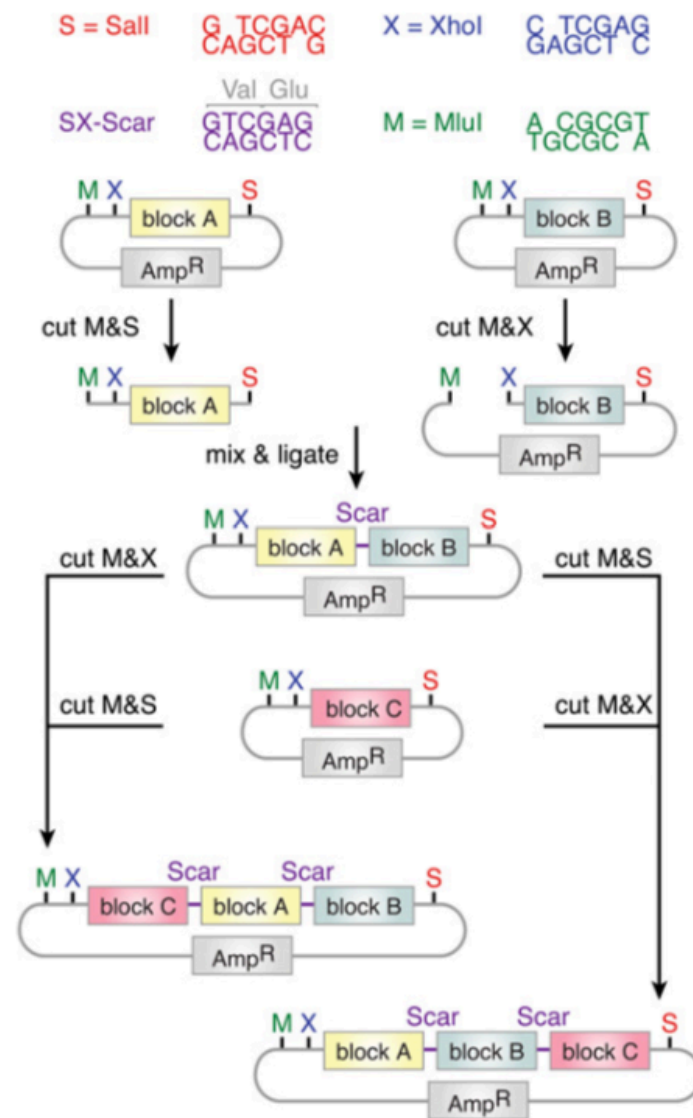 S = SalI G TCGAC X = XhoI C TCGAG
CAGCT G GAGCT C
Val Glu
SX-Scar GTCGAG M = MluI A CGCGT
CAGCTC TGCGC A
M X S M X S
block A block B
AmpR AmpR
cut M&S cut M&X
M X S M X S
block A block B
AmpR
mix & ligate
Scar
M X S
cut M&X block A block B cut M&S
AmpR
M X S
cut M&S block C cut M&X
AmpR
Scar Scar
M X S
block C block A block B
AmpR
Scar Scar
M X S
block A block B block C
AmpR